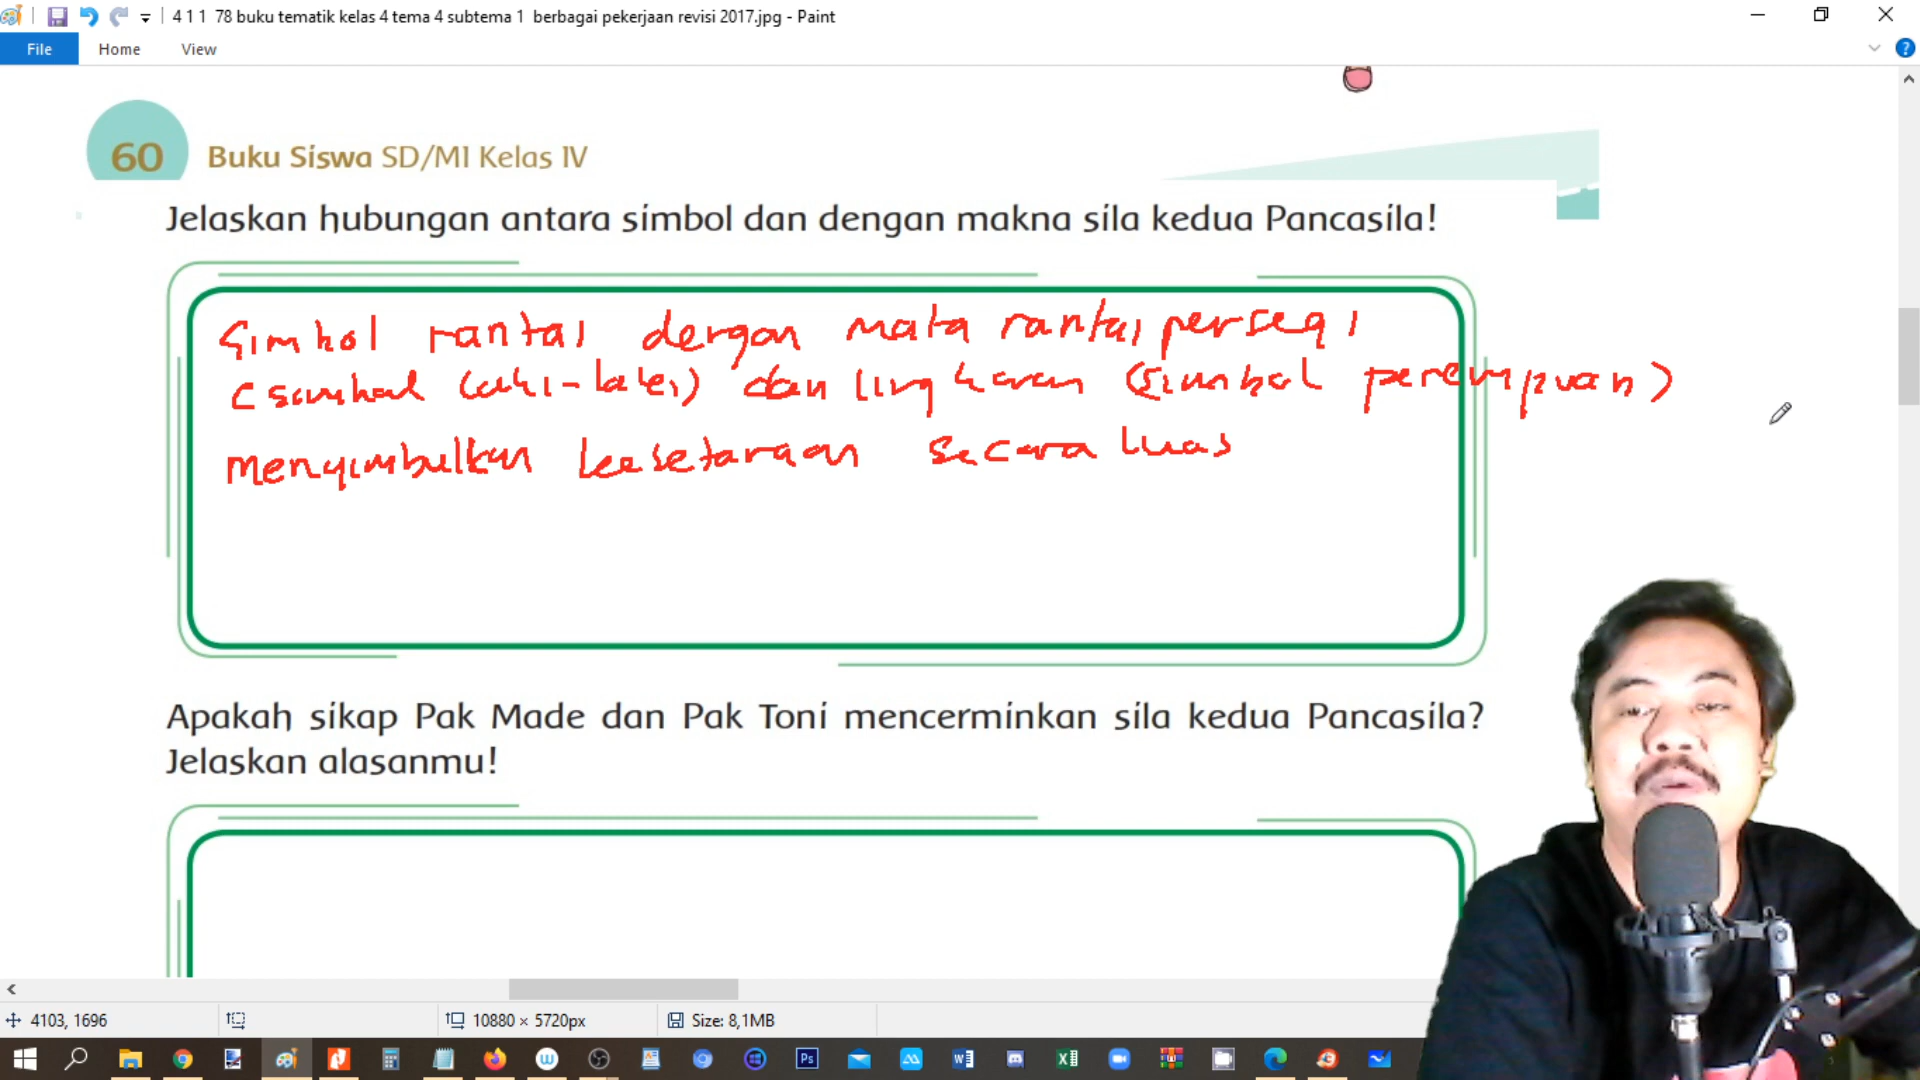 4 1 1  78 buku tematik kelas 4 tema 4 subtema 1  berbagai pekerjaan revisi 2017.jpg - Paint
File Home View
60 Buku Siswa SD/MI Kelas IV
Jelaskan hubungan antara simbol dan dengan makna sila kedua Pancasila!
Simbol rantai dengan mata rantai persegi
(simbol laki-laki) dan lingkaran (simbol perempuan)
menyimbulkan kesetaraan secara luas
Apakah sikap Pak Made dan Pak Toni mencerminkan sila kedua Pancasila?
Jelaskan alasanmu!
4103, 1696 10880 × 5720px Size: 8,1MB